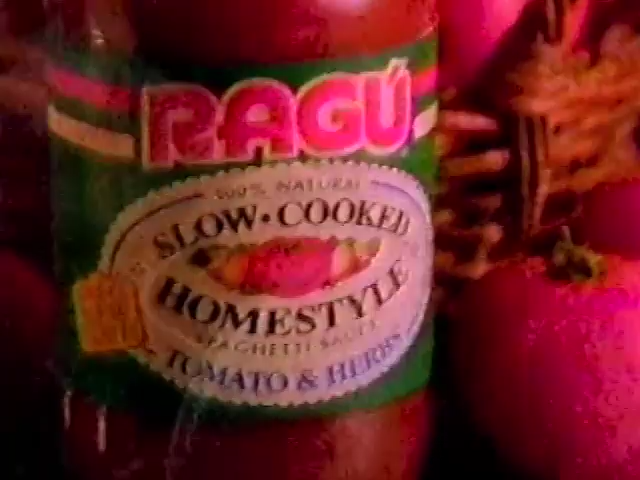 RAGÚ
100% NATURAL
SLOW•COOKED
HOMESTYLE
SPAGHETTI SAUCE
TOMATO & HERBS